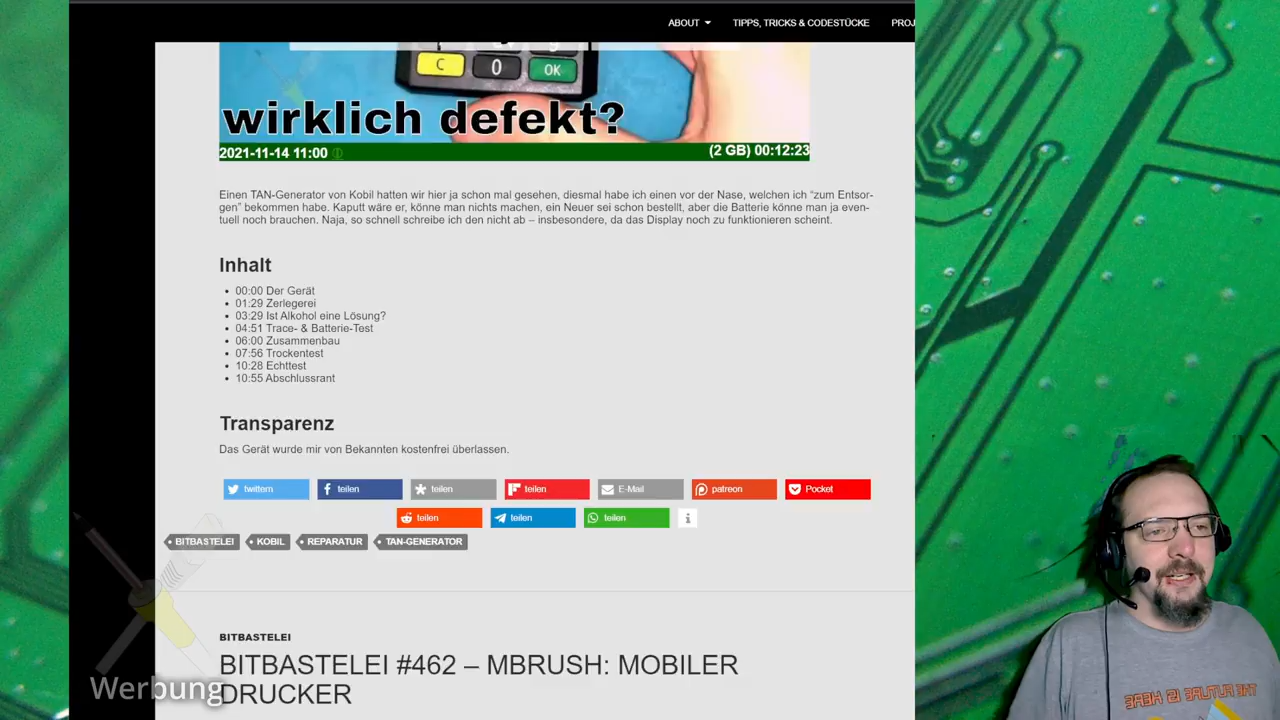 ABOUT
TIPPS, TRICKS & CODESTÜCKE
PROJ
C
0
OK
wirklich defekt?
2021-11-14 11:00
(2 GB) 00:12:23
Einen TAN-Generator von Kobil hatten wir hier ja schon mal gesehen, diesmal habe ich einen vor der Nase, welchen ich “zum Entsor-
gen” bekommen habe. Kaputt wäre er, könne man nichts machen, ein Neuer sei schon bestellt, aber die Batterie könne man ja even-
tuell noch brauchen. Naja, so schnell schreibe ich den nicht ab – insbesondere, da das Display noch zu funktionieren scheint.
Inhalt
00:00 Der Gerät
01:29 Zerlegerei
03:29 Ist Alkohol eine Lösung?
04:51 Trace- & Batterie-Test
06:00 Zusammenbau
07:56 Trockentest
10:28 Echttest
10:55 Abschlussrant
Transparenz
Das Gerät wurde mir von Bekannten kostenfrei überlassen.
twittern
teilen
teilen
teilen
E-Mail
patreon
Pocket
teilen
teilen
teilen
BITBASTELEI
KOBIL
REPARATUR
TAN-GENERATOR
BITBASTELEI
BITBASTELEI #462 – MBRUSH: MOBILER
DRUCKER
Werbung
THE FUTURE IS HERE